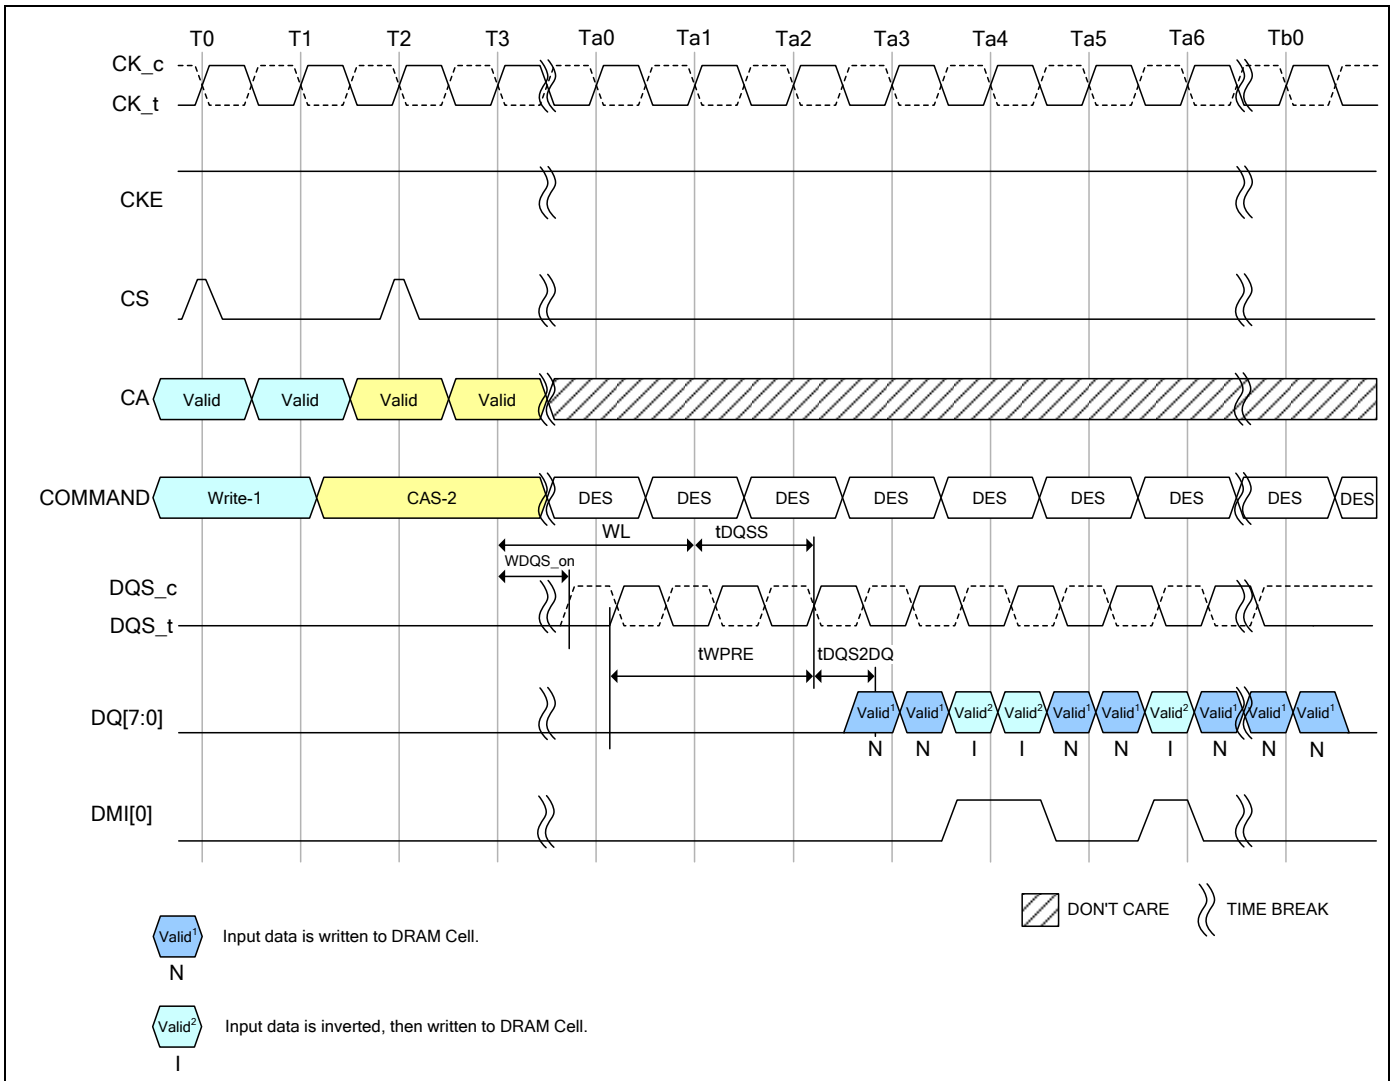 T0 T1 T2 T3 Ta0 Ta1 Ta2 Ta3 Ta4 Ta5 Ta6 Tb0
CK_c
CK_t
CKE
CS
CA Valid Valid Valid Valid
COMMAND Write-1 CAS-2 DES DES DES DES DES DES DES DES DES
WL tDQSS
WDQS_on
DQS_c
DQS_t
tWPRE tDQS2DQ
DQ[7:0] Valid¹ Valid¹ Valid² Valid² Valid¹ Valid¹ Valid² Valid¹ Valid¹ Valid¹
N N I I N N I N N N
DMI[0]
DON'T CARE TIME BREAK
Valid¹ Input data is written to DRAM Cell.
N
Valid² Input data is inverted, then written to DRAM Cell.
I